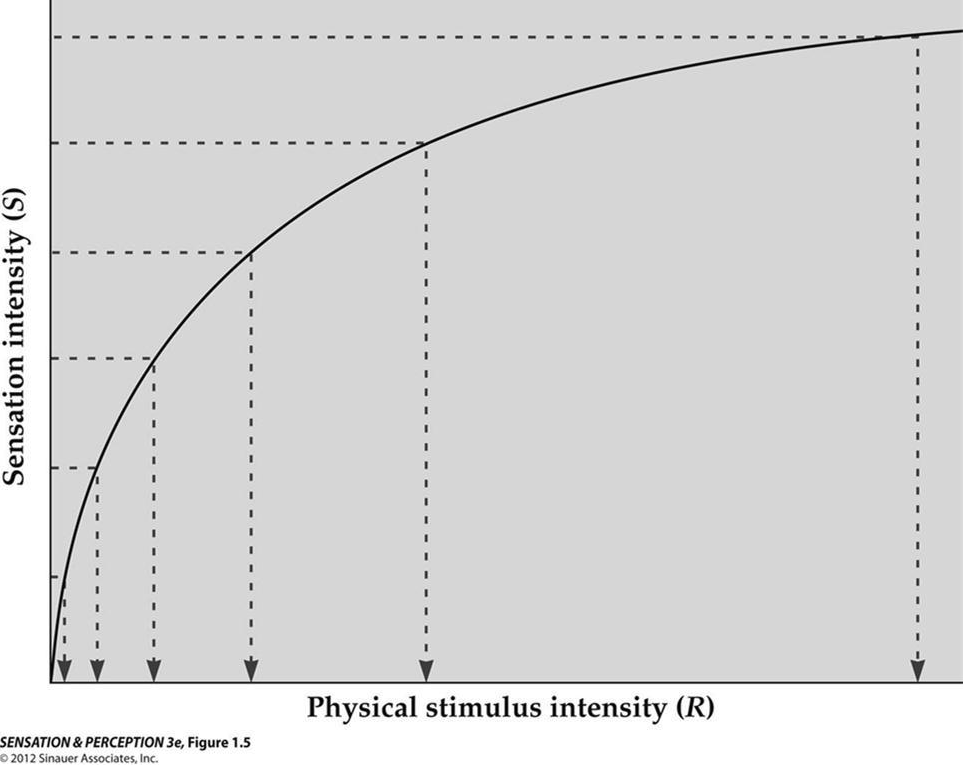 Sensation intensity (S)
Physical stimulus intensity (R)
SENSATION & PERCEPTION 3e, Figure 1.5
© 2012 Sinauer Associates, Inc.